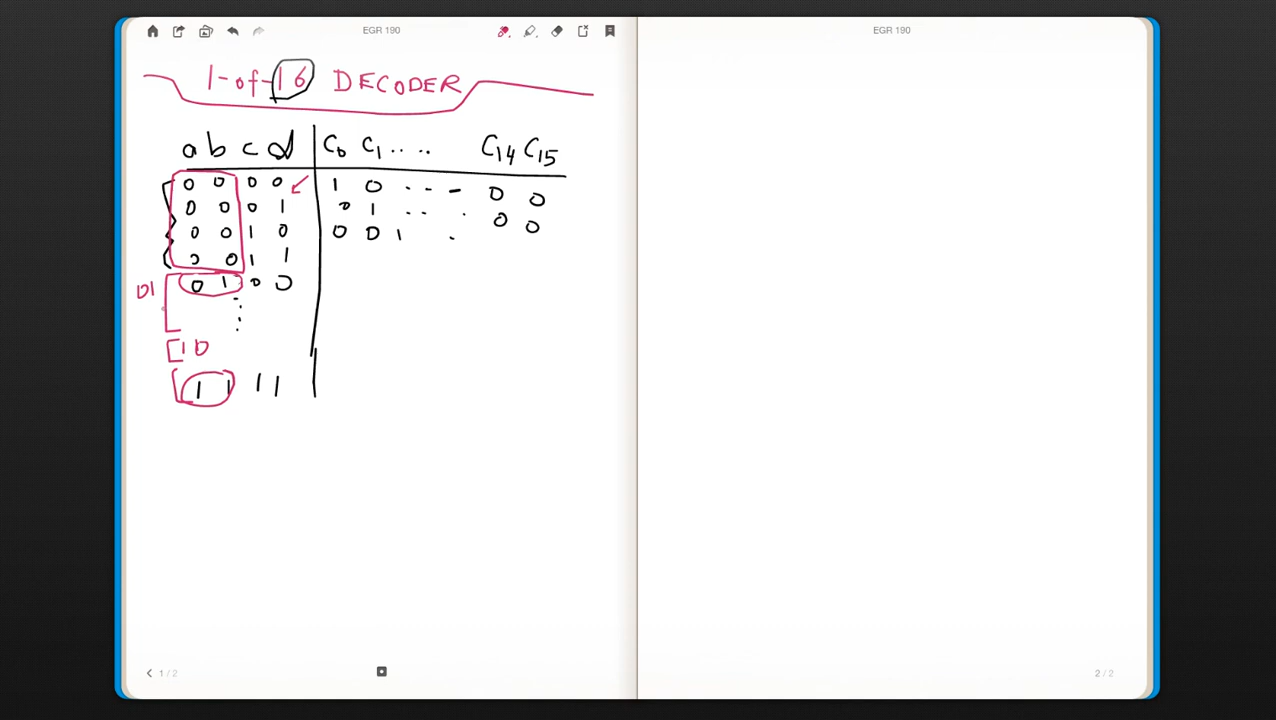 EGR 190
EGR 190
1-of-16 DECODER
a b c d C0 C1 .. .. C14 C15
0 0 0 0 1 0 . - - - 0 0
0 0 0 1 0 1 .. . 0 0
0 0 1 0 0 0 1 . 0 0
0 0 1 1
01 0 1 0 0
10
1 1 1 1
1 / 2
2 / 2